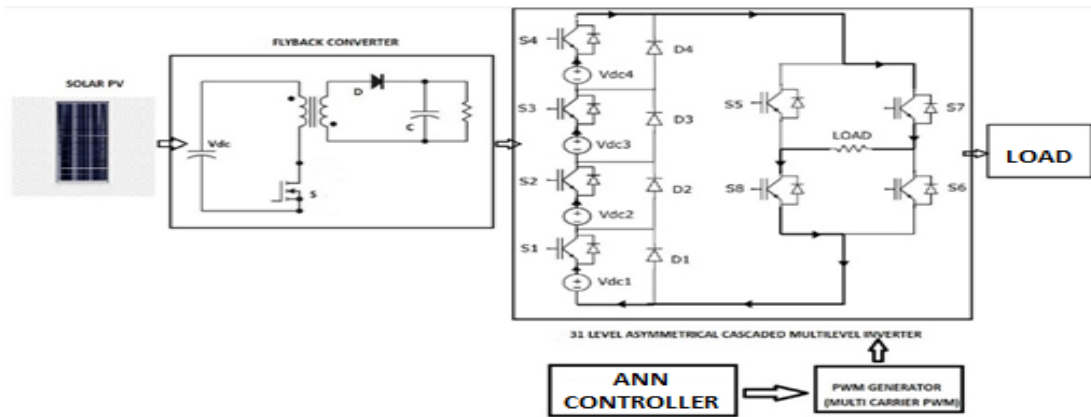 FLYBACK CONVERTER
SOLAR PV
Vdc
D
C
S
S4
D4
Vdc4
S3
D3
Vdc3
S2
D2
Vdc2
S1
D1
Vdc1
S5
S7
LOAD
S8
S6
LOAD
31 LEVEL ASYMMETRICAL CASCADED MULTILEVEL INVERTER
ANN
CONTROLLER
PWM GENERATOR
(MULTI CARRIER PWM)